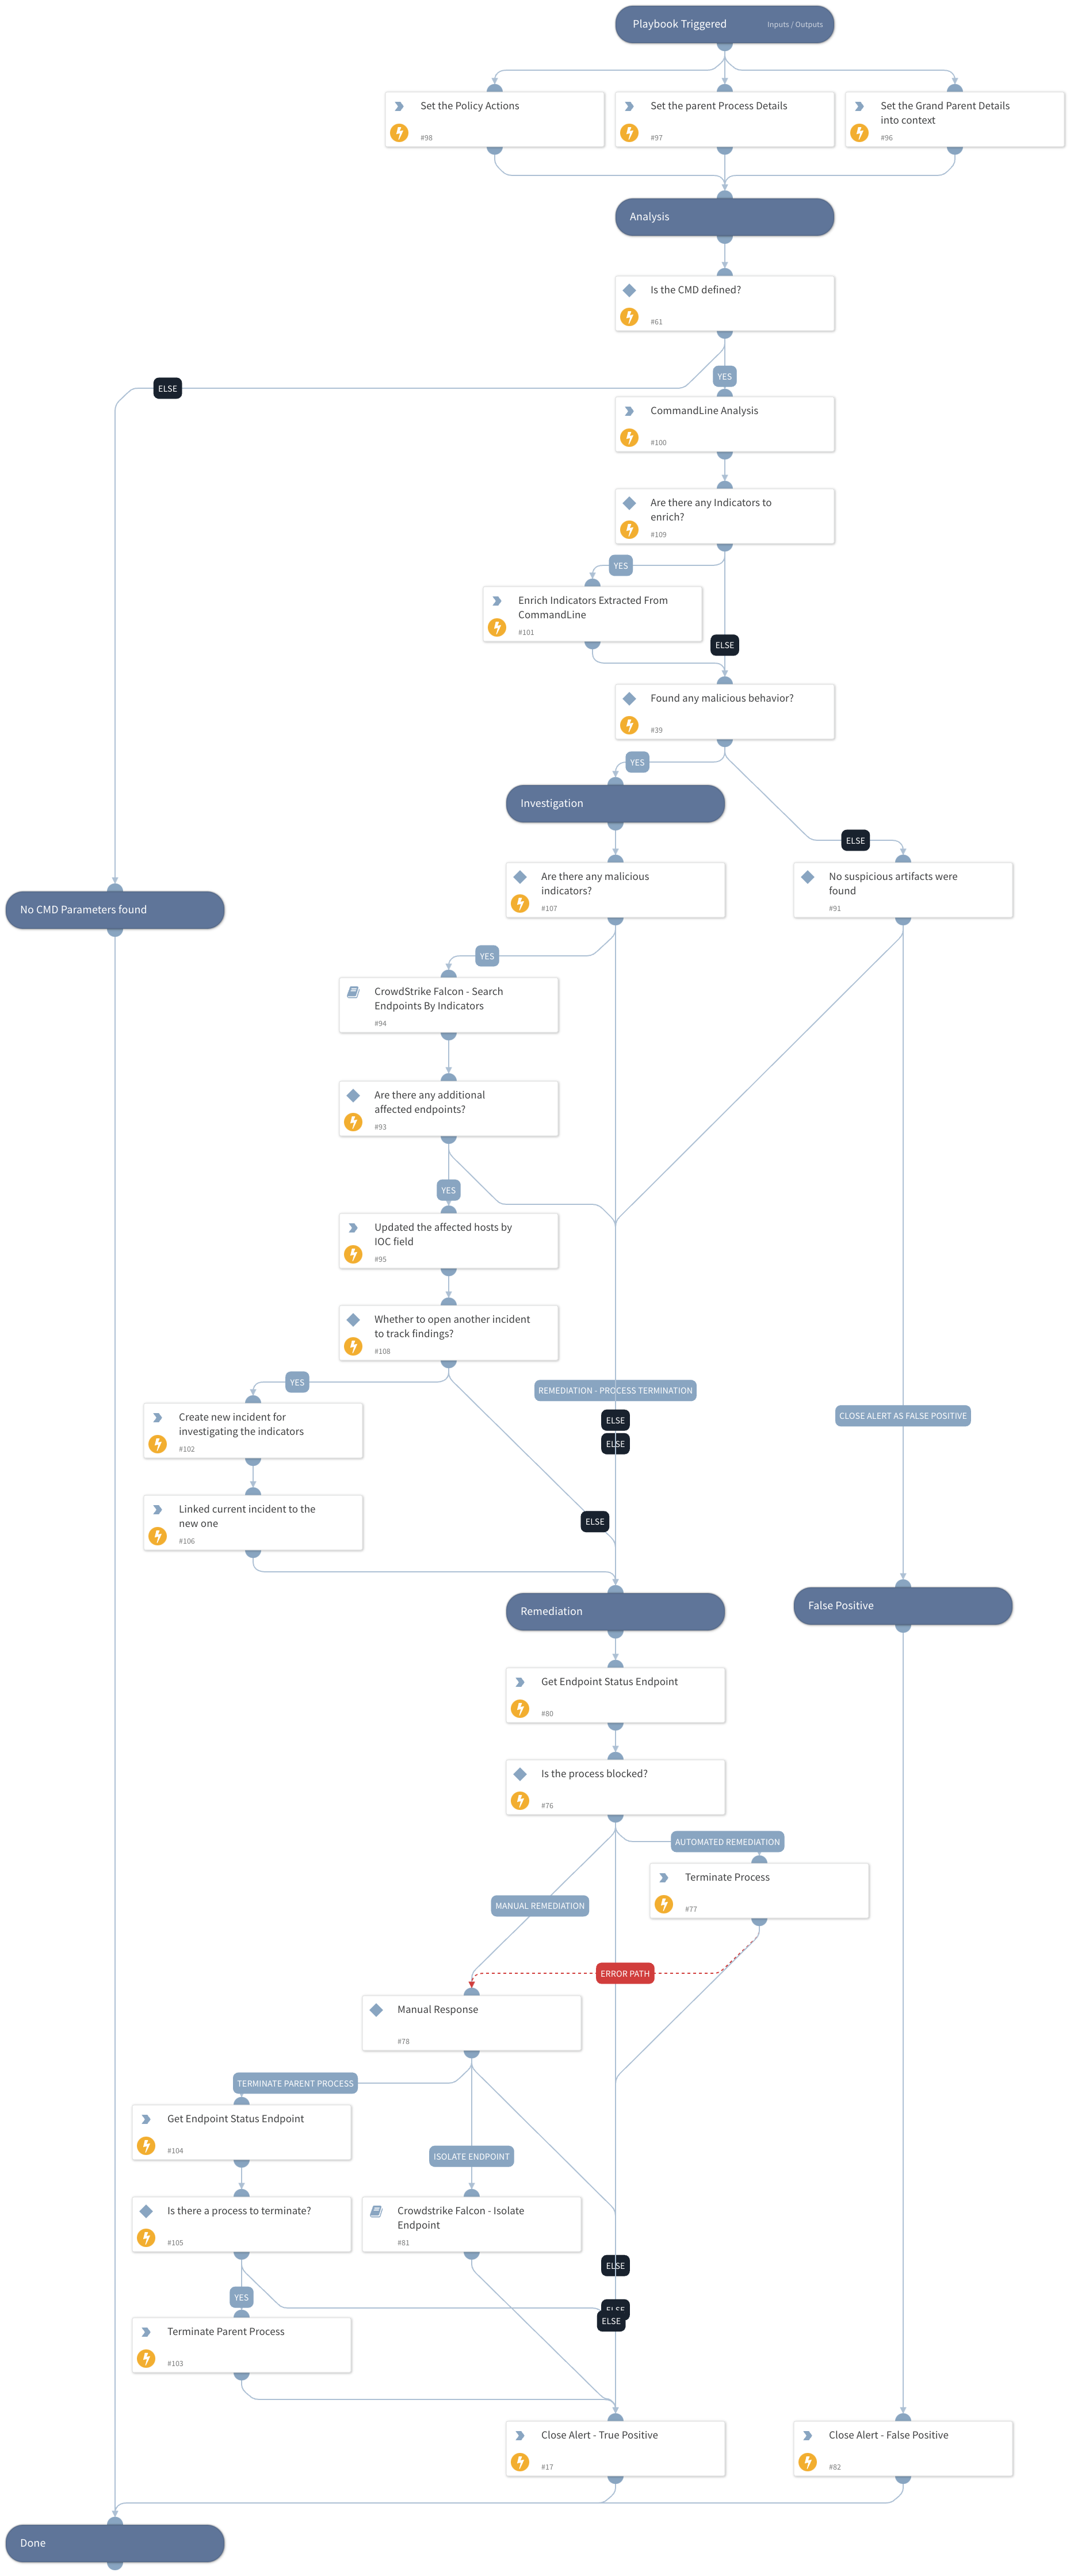 Playbook Triggered
Inputs / Outputs
Set the Policy Actions
#98
Set the parent Process Details
#97
Set the Grand Parent Details
into context
#96
Analysis
Is the CMD defined?
#61
ELSE
YES
CommandLine Analysis
#100
Are there any Indicators to
enrich?
#109
YES
Enrich Indicators Extracted From
CommandLine
#101
ELSE
Found any malicious behavior?
#39
YES
Investigation
ELSE
Are there any malicious
indicators?
#107
No suspicious artifacts were
found
#91
No CMD Parameters found
YES
CrowdStrike Falcon - Search
Endpoints By Indicators
#94
Are there any additional
affected endpoints?
#93
YES
Updated the affected hosts by
IOC field
#95
Whether to open another incident
to track findings?
#108
YES
REMEDIATION - PROCESS TERMINATION
CLOSE ALERT AS FALSE POSITIVE
ELSE
ELSE
Create new incident for
investigating the indicators
#102
Linked current incident to the
new one
#106
ELSE
Remediation
False Positive
Get Endpoint Status Endpoint
#80
Is the process blocked?
#76
AUTOMATED REMEDIATION
Terminate Process
#77
MANUAL REMEDIATION
ERROR PATH
Manual Response
#78
TERMINATE PARENT PROCESS
Get Endpoint Status Endpoint
#104
ISOLATE ENDPOINT
Is there a process to terminate?
#105
Crowdstrike Falcon - Isolate
Endpoint
#81
ELSE
YES
ELSE
ELSE
Terminate Parent Process
#103
Close Alert - True Positive
#17
Close Alert - False Positive
#82
Done